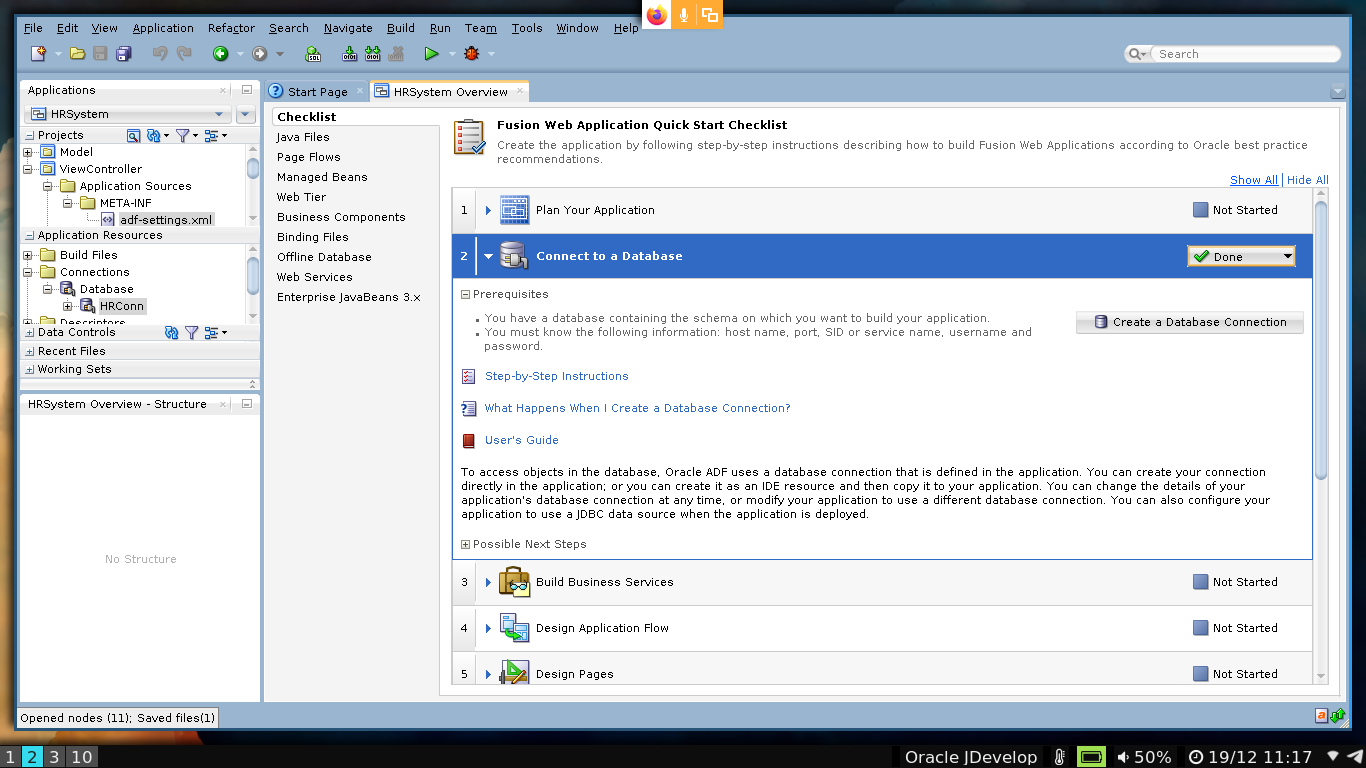 File Edit View Application Refactor Search Navigate Build Run Team Tools Window Help
Search
Applications
HRSystem
Projects
Model
ViewController
Application Sources
META-INF
adf-settings.xml
Application Resources
Build Files
Connections
Database
HRConn
Descriptors
Data Controls
Recent Files
Working Sets
HRSystem Overview - Structure
No Structure
Start Page
HRSystem Overview
Checklist
Java Files
Page Flows
Managed Beans
Web Tier
Business Components
Binding Files
Offline Database
Web Services
Enterprise JavaBeans 3.x
Fusion Web Application Quick Start Checklist
Create the application by following step-by-step instructions describing how to build Fusion Web Applications according to Oracle best practice
recommendations.
Show All | Hide All
1 Plan Your Application Not Started
2 Connect to a Database Done
Prerequisites
• You have a database containing the schema on which you want to build your application.
• You must know the following information: host name, port, SID or service name, username and
password.
Create a Database Connection
Step-by-Step Instructions
What Happens When I Create a Database Connection?
User's Guide
To access objects in the database, Oracle ADF uses a database connection that is defined in the application. You can create your connection
directly in the application; or you can create it as an IDE resource and then copy it to your application. You can change the details of your
application's database connection at any time, or modify your application to use a different database connection. You can also configure your
application to use a JDBC data source when the application is deployed.
Possible Next Steps
3 Build Business Services Not Started
4 Design Application Flow Not Started
5 Design Pages Not Started
Opened nodes (11); Saved files(1)
1 2 3 10
Oracle JDevelop 50% 19/12 11:17